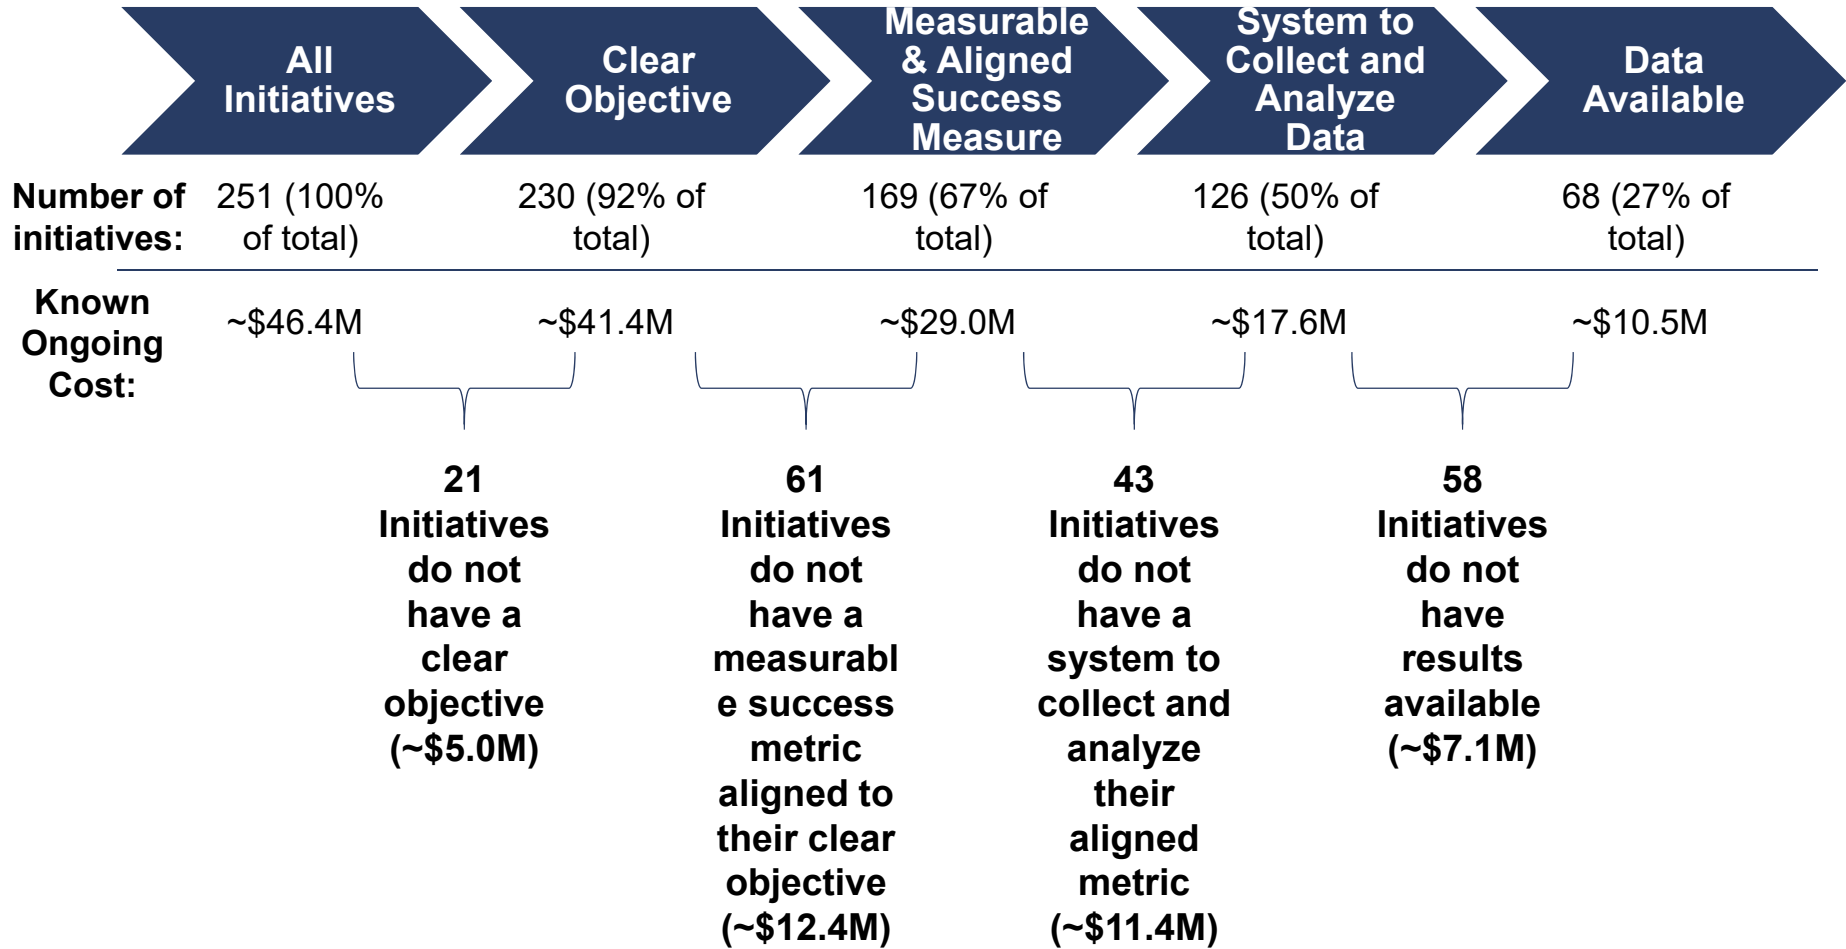 All
Initiatives
Clear
Objective
Measurable
& Aligned
Success
Measure
System to
Collect and
Analyze
Data
Data
Available
Number of
initiatives:
251 (100%
of total)
230 (92% of
total)
169 (67% of
total)
126 (50% of
total)
68 (27% of
total)
Known
Ongoing
Cost:
~$46.4M
~$41.4M
~$29.0M
~$17.6M
~$10.5M
21
Initiatives
do not
have a
clear
objective
(~$5.0M)
61
Initiatives
do not
have a
measurabl
e success
metric
aligned to
their clear
objective
(~$12.4M)
43
Initiatives
do not
have a
system to
collect and
analyze
their
aligned
metric
(~$11.4M)
58
Initiatives
do not
have
results
available
(~$7.1M)